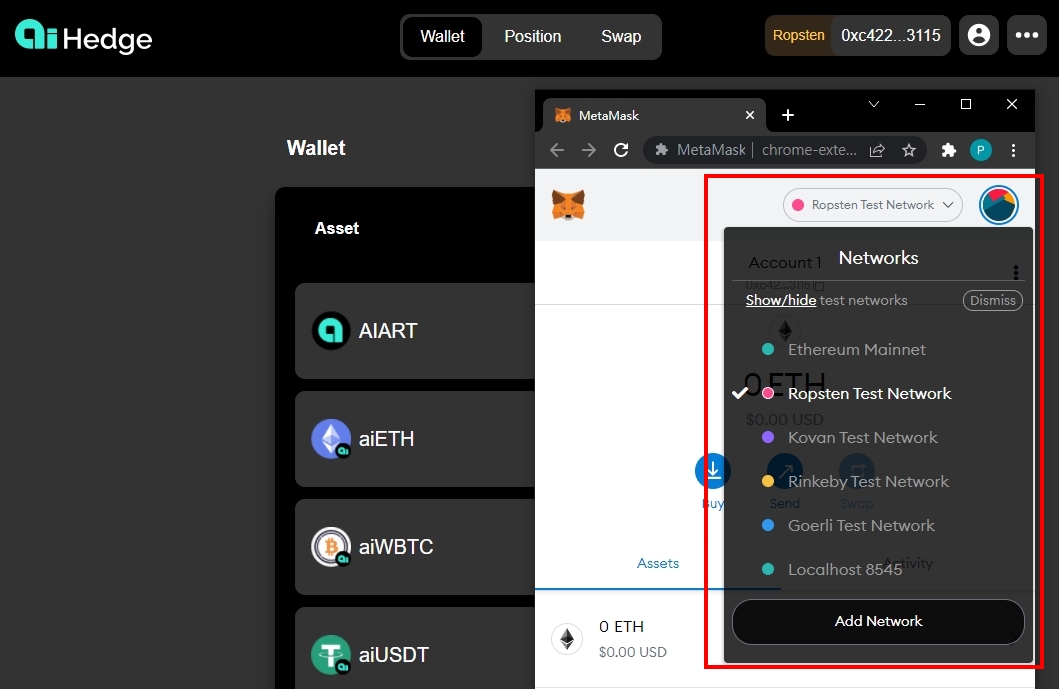 ai Hedge
Wallet Position Swap
Ropsten 0xc422...3115
Wallet
Asset
AIART
aiETH
aiWBTC
aiUSDT
MetaMask
MetaMask | chrome-exte...
P
Ropsten Test Network
Account 1
0xc42...3115
Networks
Show/hide test networks
Dismiss
Ethereum Mainnet
0 ETH
Ropsten Test Network
$0.00 USD
Kovan Test Network
Rinkeby Test Network
Buy Send Swap
Goerli Test Network
Assets Activity
Localhost 8545
Add Network
0 ETH
$0.00 USD